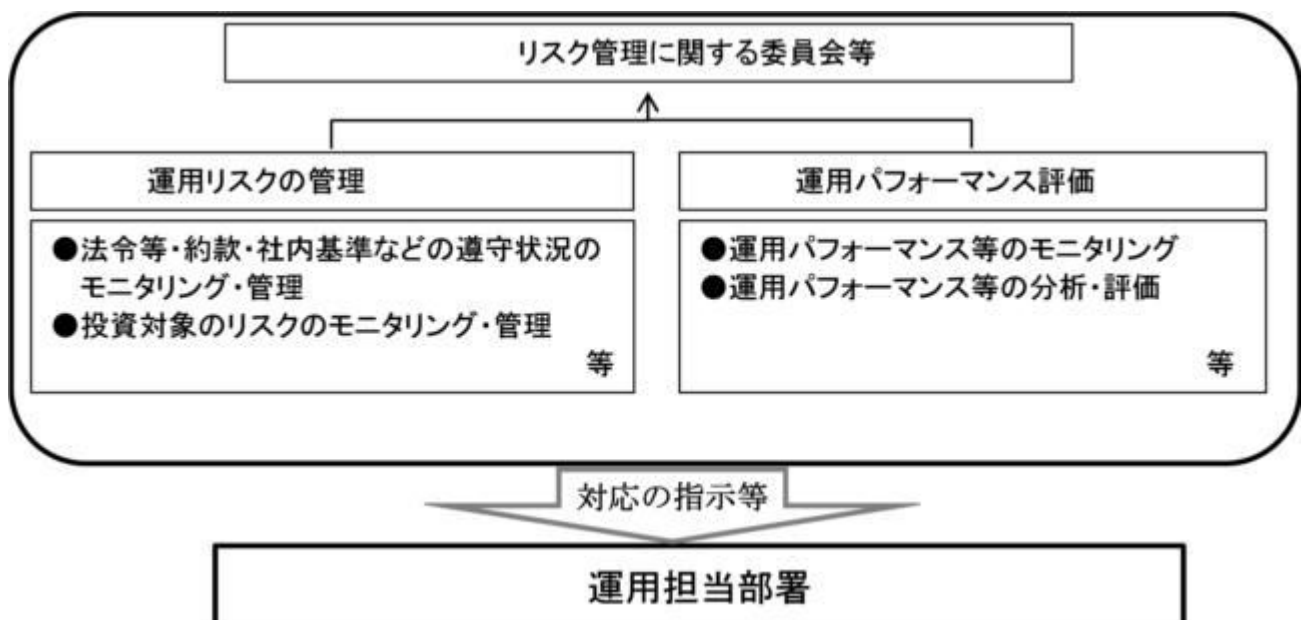 リスク管理に関する委員会等
運用リスクの管理
●法令等・約款・社内基準などの遵守状況の
モニタリング・管理
●投資対象のリスクのモニタリング・管理
等
運用パフォーマンス評価
●運用パフォーマンス等のモニタリング
●運用パフォーマンス等の分析・評価
等
対応の指示等
運用担当部署